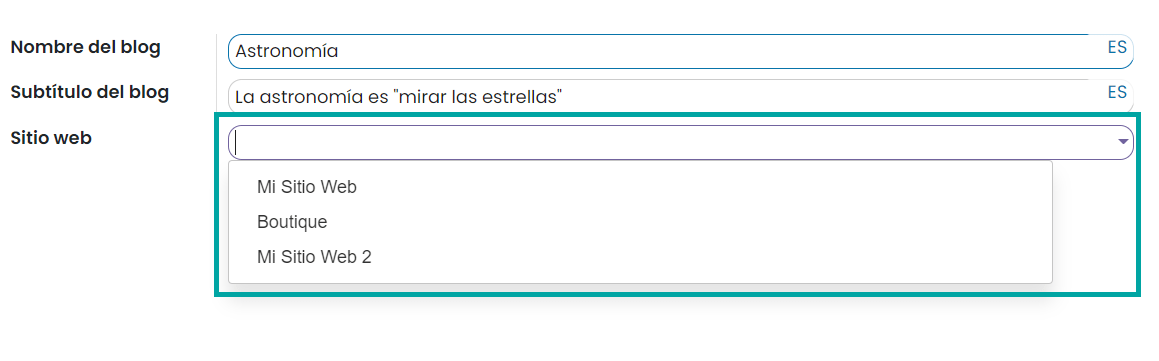 Nombre del blog Astronomía ES
Subtítulo del blog La astronomía es "mirar las estrellas" ES
Sitio web
Mi Sitio Web
Boutique
Mi Sitio Web 2